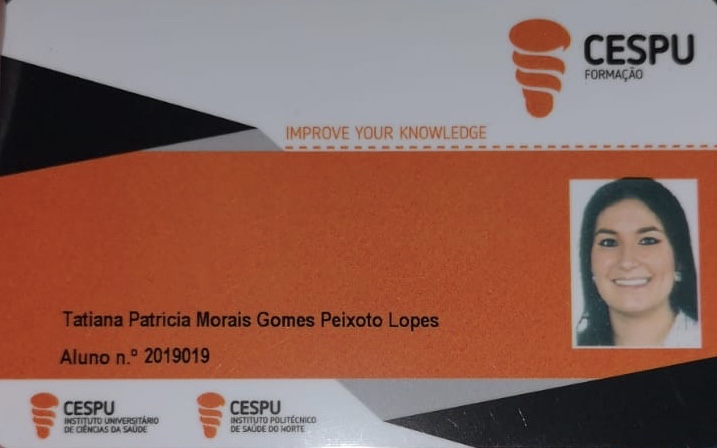 CESPU
FORMAÇÃO
IMPROVE YOUR KNOWLEDGE
Tatiana Patricia Morais Gomes Peixoto Lopes
Aluno n.º 2019019
CESPU
INSTITUTO UNIVERSITÁRIO
DE CIÊNCIAS DA SAÚDE
CESPU
INSTITUTO POLITÉCNICO
DE SAÚDE DO NORTE